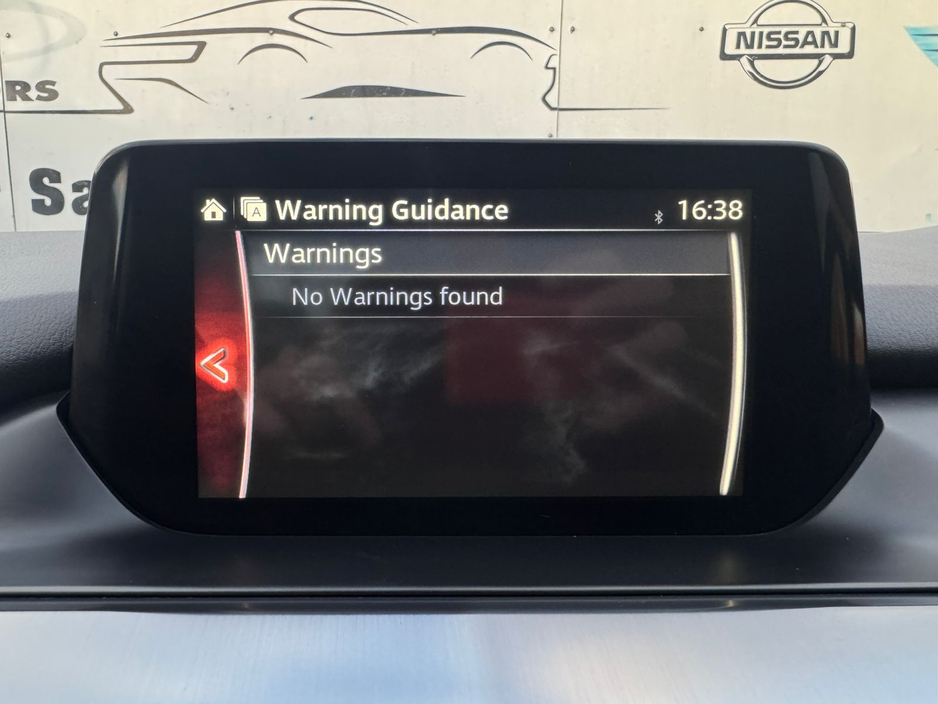 NISSAN
RS
Sa
A Warning Guidance 16:38
Warnings
No Warnings found